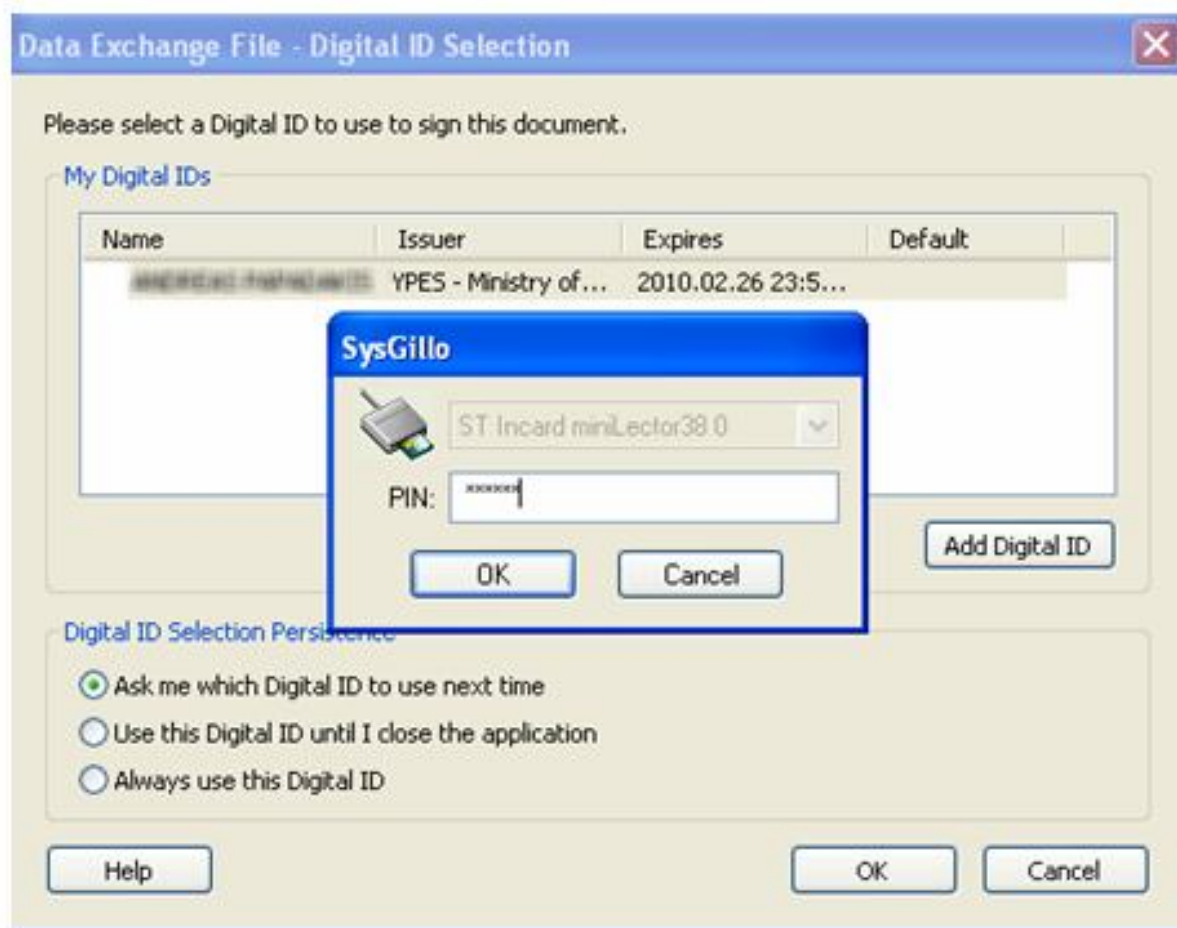 Data Exchange File - Digital ID Selection
Please select a Digital ID to use to sign this document.
My Digital IDs
Name Issuer Expires Default
YPES - Ministry of... 2010.02.26 23:5...
SysGillo
ST Incard miniLector38 0
PIN: ******
OK Cancel
Add Digital ID
Digital ID Selection Persistence
Ask me which Digital ID to use next time
Use this Digital ID until I close the application
Always use this Digital ID
Help OK Cancel